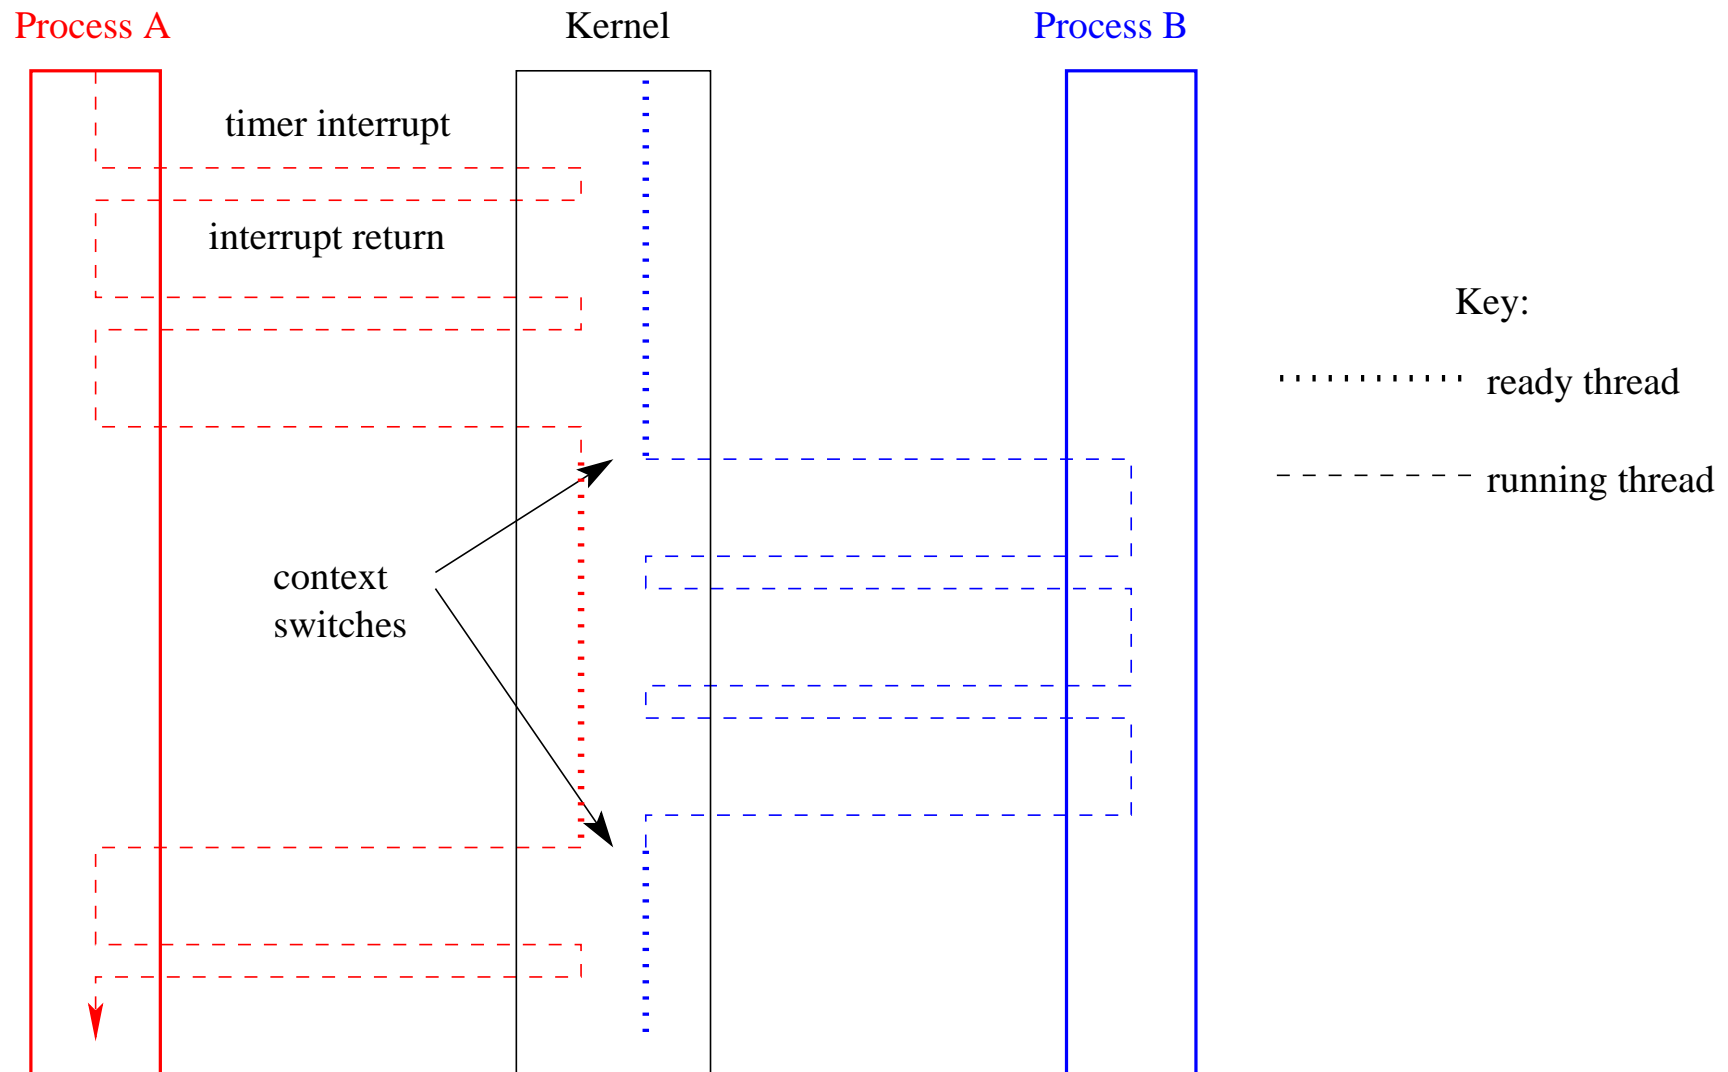 Process A
Kernel
Process B
timer interrupt
interrupt return
Key:
ready thread
running thread
context
switches